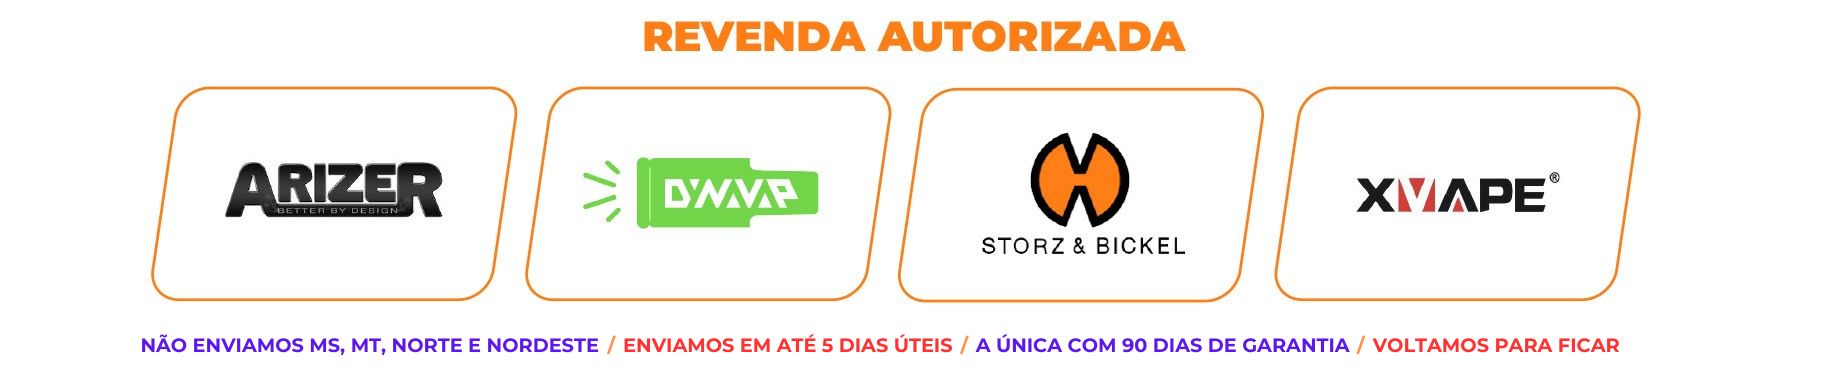 REVENDA AUTORIZADA
ARIZER
BETTER BY DESIGN
DYNAVAP
STORZ & BICKEL
XVAPE®
NÃO ENVIAMOS MS, MT, NORTE E NORDESTE / ENVIAMOS EM ATÉ 5 DIAS ÚTEIS / A ÚNICA COM 90 DIAS DE GARANTIA / VOLTAMOS PARA FICAR